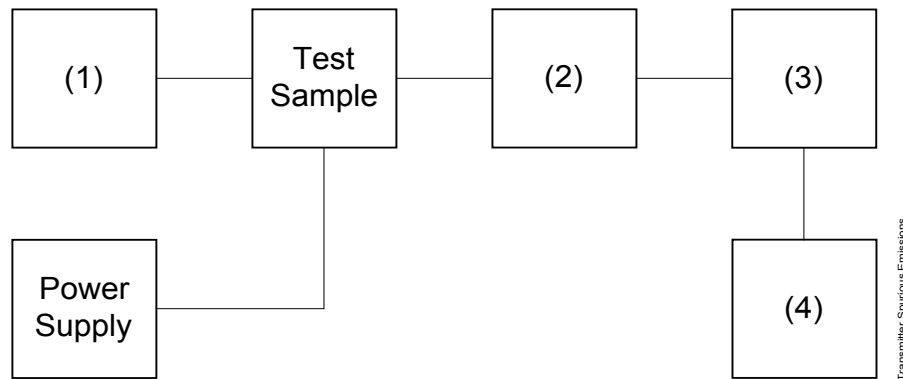 (1)
Test
Sample
(2)
(3)
Power
Supply
(4)
Transmitter Spurious Emissions